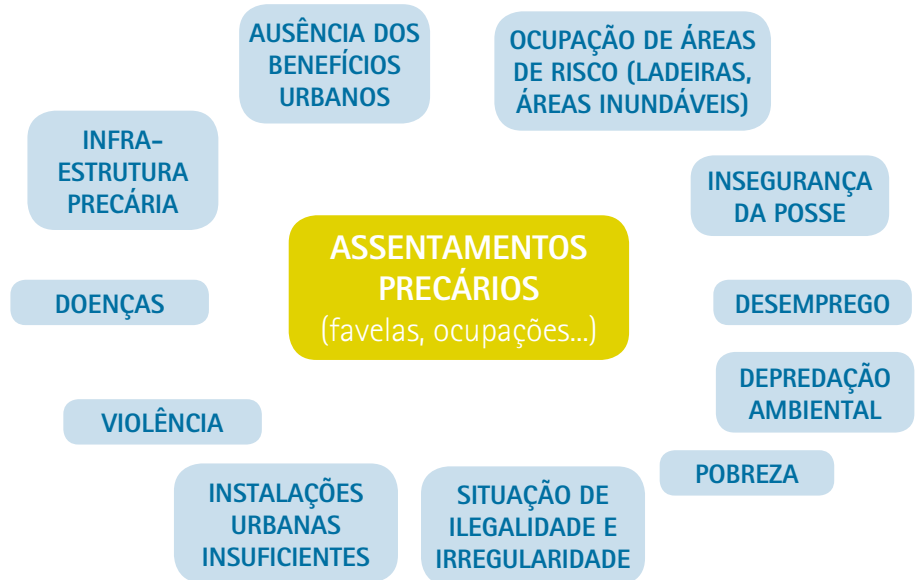 AUSÊNCIA DOS
BENEFÍCIOS
URBANOS
OCUPAÇÃO DE ÁREAS
DE RISCO (LADEIRAS,
ÁREAS INUNDÁVEIS)
INFRA-
ESTRUTURA
PRECÁRIA
INSEGURANÇA
DA POSSE
ASSENTAMENTOS
PRECÁRIOS
(favelas, ocupações...)
DOENÇAS
DESEMPREGO
DEPREDAÇÃO
AMBIENTAL
VIOLÊNCIA
POBREZA
INSTALAÇÕES
URBANAS
INSUFICIENTES
SITUAÇÃO DE
ILEGALIDADE E
IRREGULARIDADE